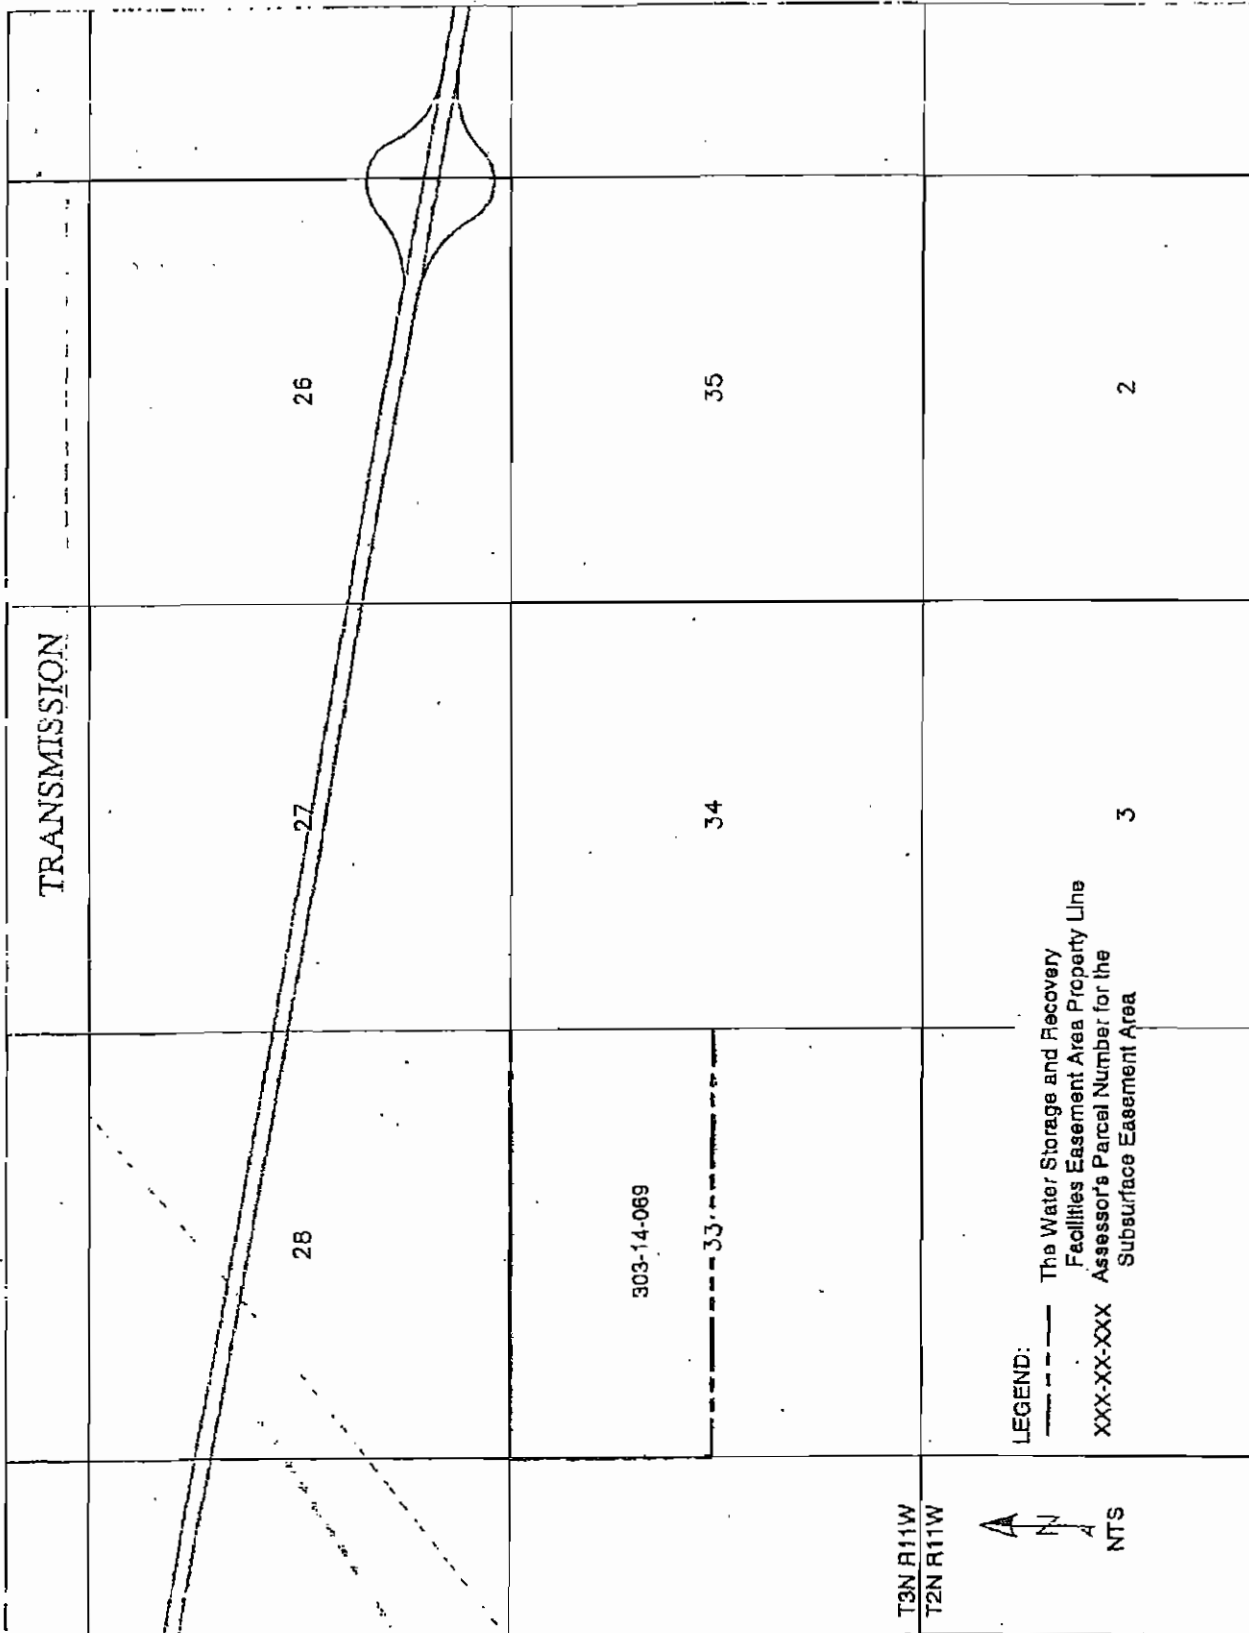 TRANSMISSION
28
27
26
303-14-069
33
34
35
T3N R11W
T2N R11W
3
2
N
NTS
LEGEND:
The Water Storage and Recovery
Facilities Easement Area Property Line
XXX-XX-XXX Assessor's Parcel Number for the
Subsurface Easement Area